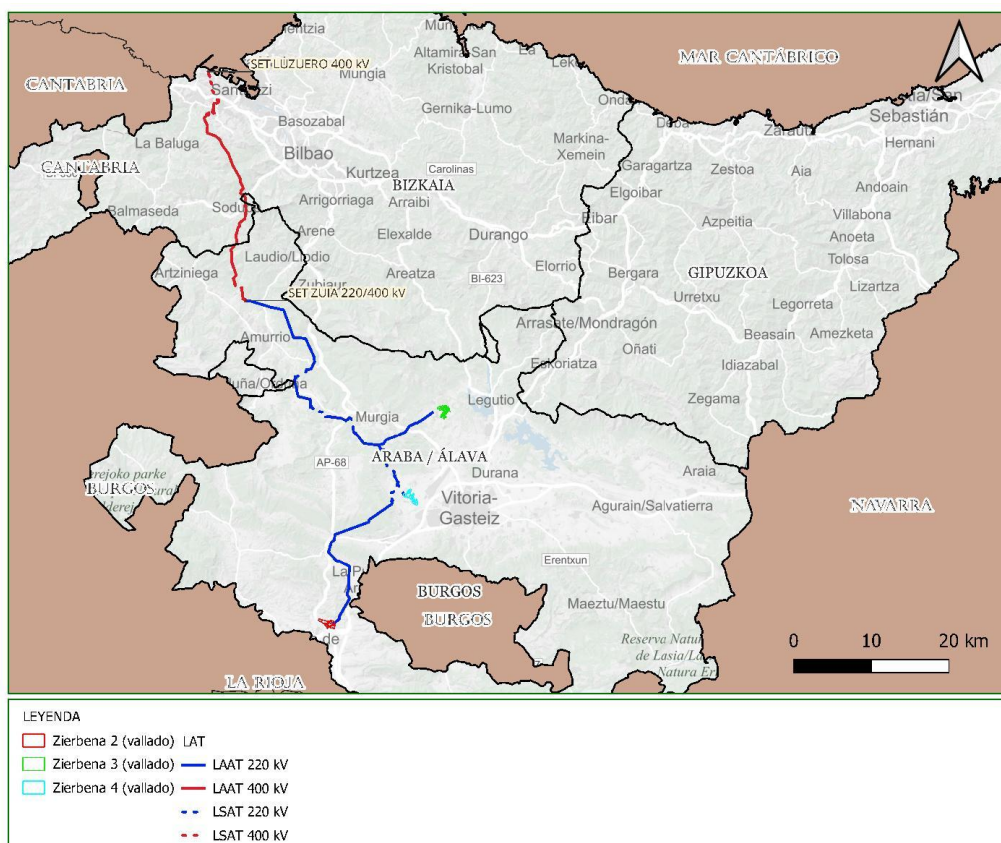 MAR CANTÁBRICO
CANTABRIA
SET LUZUERO 400 kV
Mungia
Altamira-San
Kristobal
Gernika-Lumo
Basozabal
La Baluga
Bilbao
Carolinas
Markina-
Xemein
Deba
Sebastián
Hernani
Garagartza
Zestoa
Aia
CANTABRIA
Kurtzea
BIZKAIA
Elgoibar
Andoain
Balmaseda
Arrigorriaga
Arraibi
Eibar
Azpeitia
Villabona
Arene
Elexalde
Durango
Anoeta
Tolosa
Artziniega
Laudio/Llodio
Zubiaur
Areatza
Elorrio
BI-623
Bergara
GIPUZKOA
Lizartza
SET ZUIA 220/400 kV
Urretxu
Legorreta
Amurrio
Arrasate/Mondragón
Beasain
Amezketa
Oñati
Eskoriatza
Idiazabal
Zegama
Legutio
Murgia
ARABA / ÁLAVA
AP-68
Durana
Araia
BURGOS
Vitoria-
Gasteiz
Agurain/Salvatierra
NAVARRA
Erentxun
BURGOS
BURGOS
Maeztu/Maestu
de
LA RIOJA
0 10 20 km
LEYENDA
Zierbena 2 (vallado) LAT
Zierbena 3 (vallado) LAAT 220 kV
Zierbena 4 (vallado) LAAT 400 kV
LSAT 220 kV
LSAT 400 kV